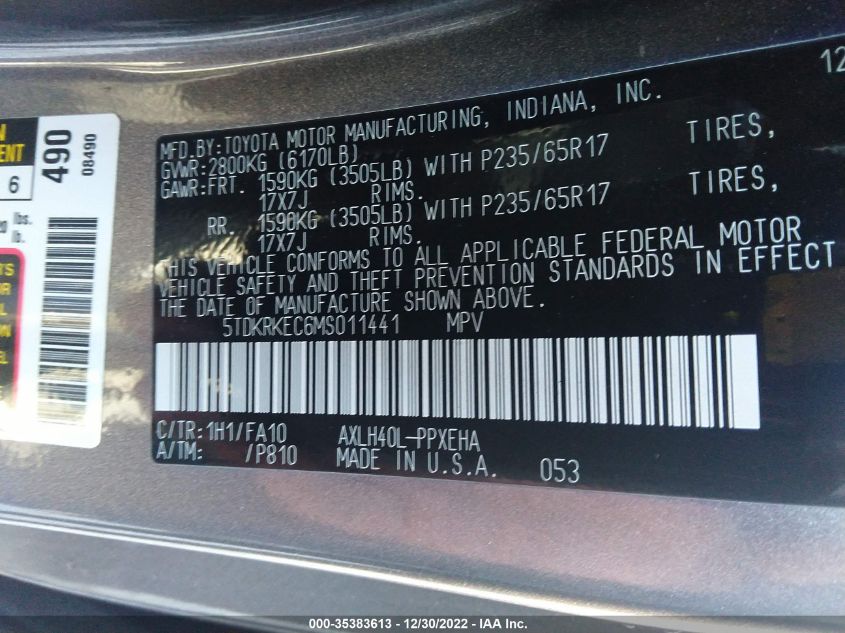 12
MFD.BY:TOYOTA MOTOR MANUFACTURING, INDIANA, INC.
GVWR:2800KG (6170LB)
GAWR:FRT. 1590KG (3505LB) WITH P235/65R17 TIRES,
17X7J RIMS.
RR. 1590KG (3505LB) WITH P235/65R17 TIRES,
17X7J RIMS.
THIS VEHICLE CONFORMS TO ALL APPLICABLE FEDERAL MOTOR
VEHICLE SAFETY AND THEFT PREVENTION STANDARDS IN EFFECT
THE DATE OF MANUFACTURE SHOWN ABOVE.
5TDKRKEC6MS011441 MPV
C/TR:1H1/FA10 AXLH40L-PPXEHA
A/TM: /P810 MADE IN U.S.A. 053
490
08490
6
lbs.
lb.
000-35383613 - 12/30/2022 - IAA Inc.